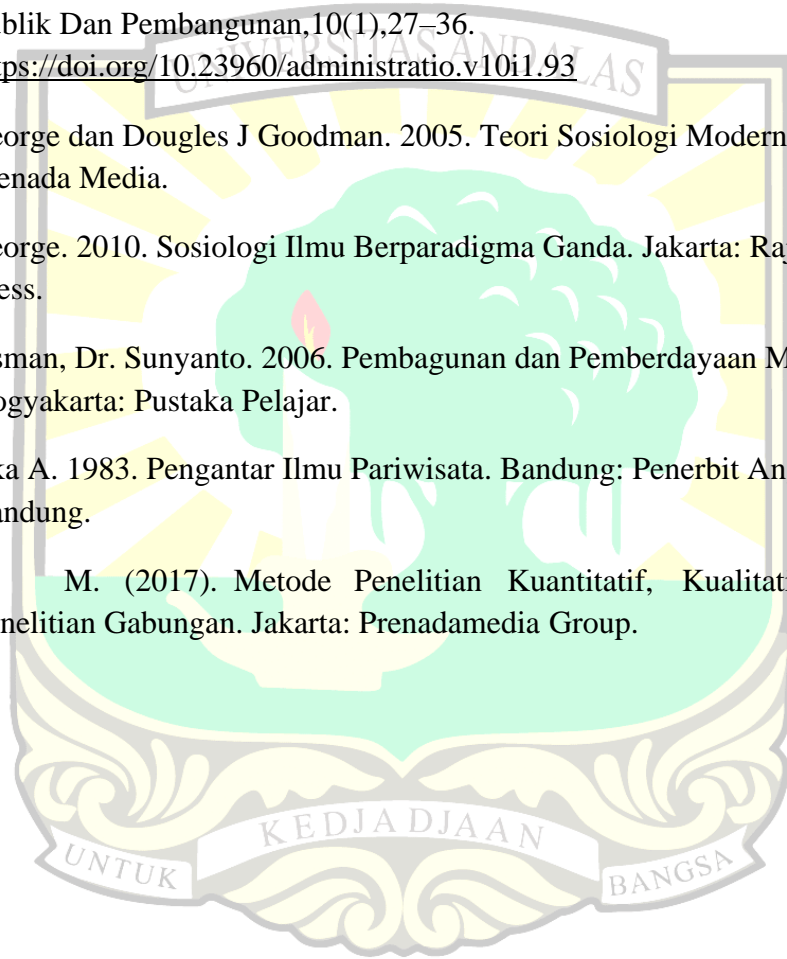 ublik Dan Pembangunan,10(1),27–36.
tps://doi.org/10.23960/administratio.v10i1.93
UNIVERSITAS ANDALAS
eorge dan Dougles J Goodman. 2005. Teori Sosiologi Modern
enada Media.
eorge. 2010. Sosiologi Ilmu Berparadigma Ganda. Jakarta: Raj
ess.
sman, Dr. Sunyanto. 2006. Pembagunan dan Pemberdayaan M
ogyakarta: Pustaka Pelajar.
ka A. 1983. Pengantar Ilmu Pariwisata. Bandung: Penerbit An
andung.
M. (2017). Metode Penelitian Kuantitatif, Kualitati
nelitian Gabungan. Jakarta: Prenadamedia Group.
UNTUK KEDJADJAAN BANGSA